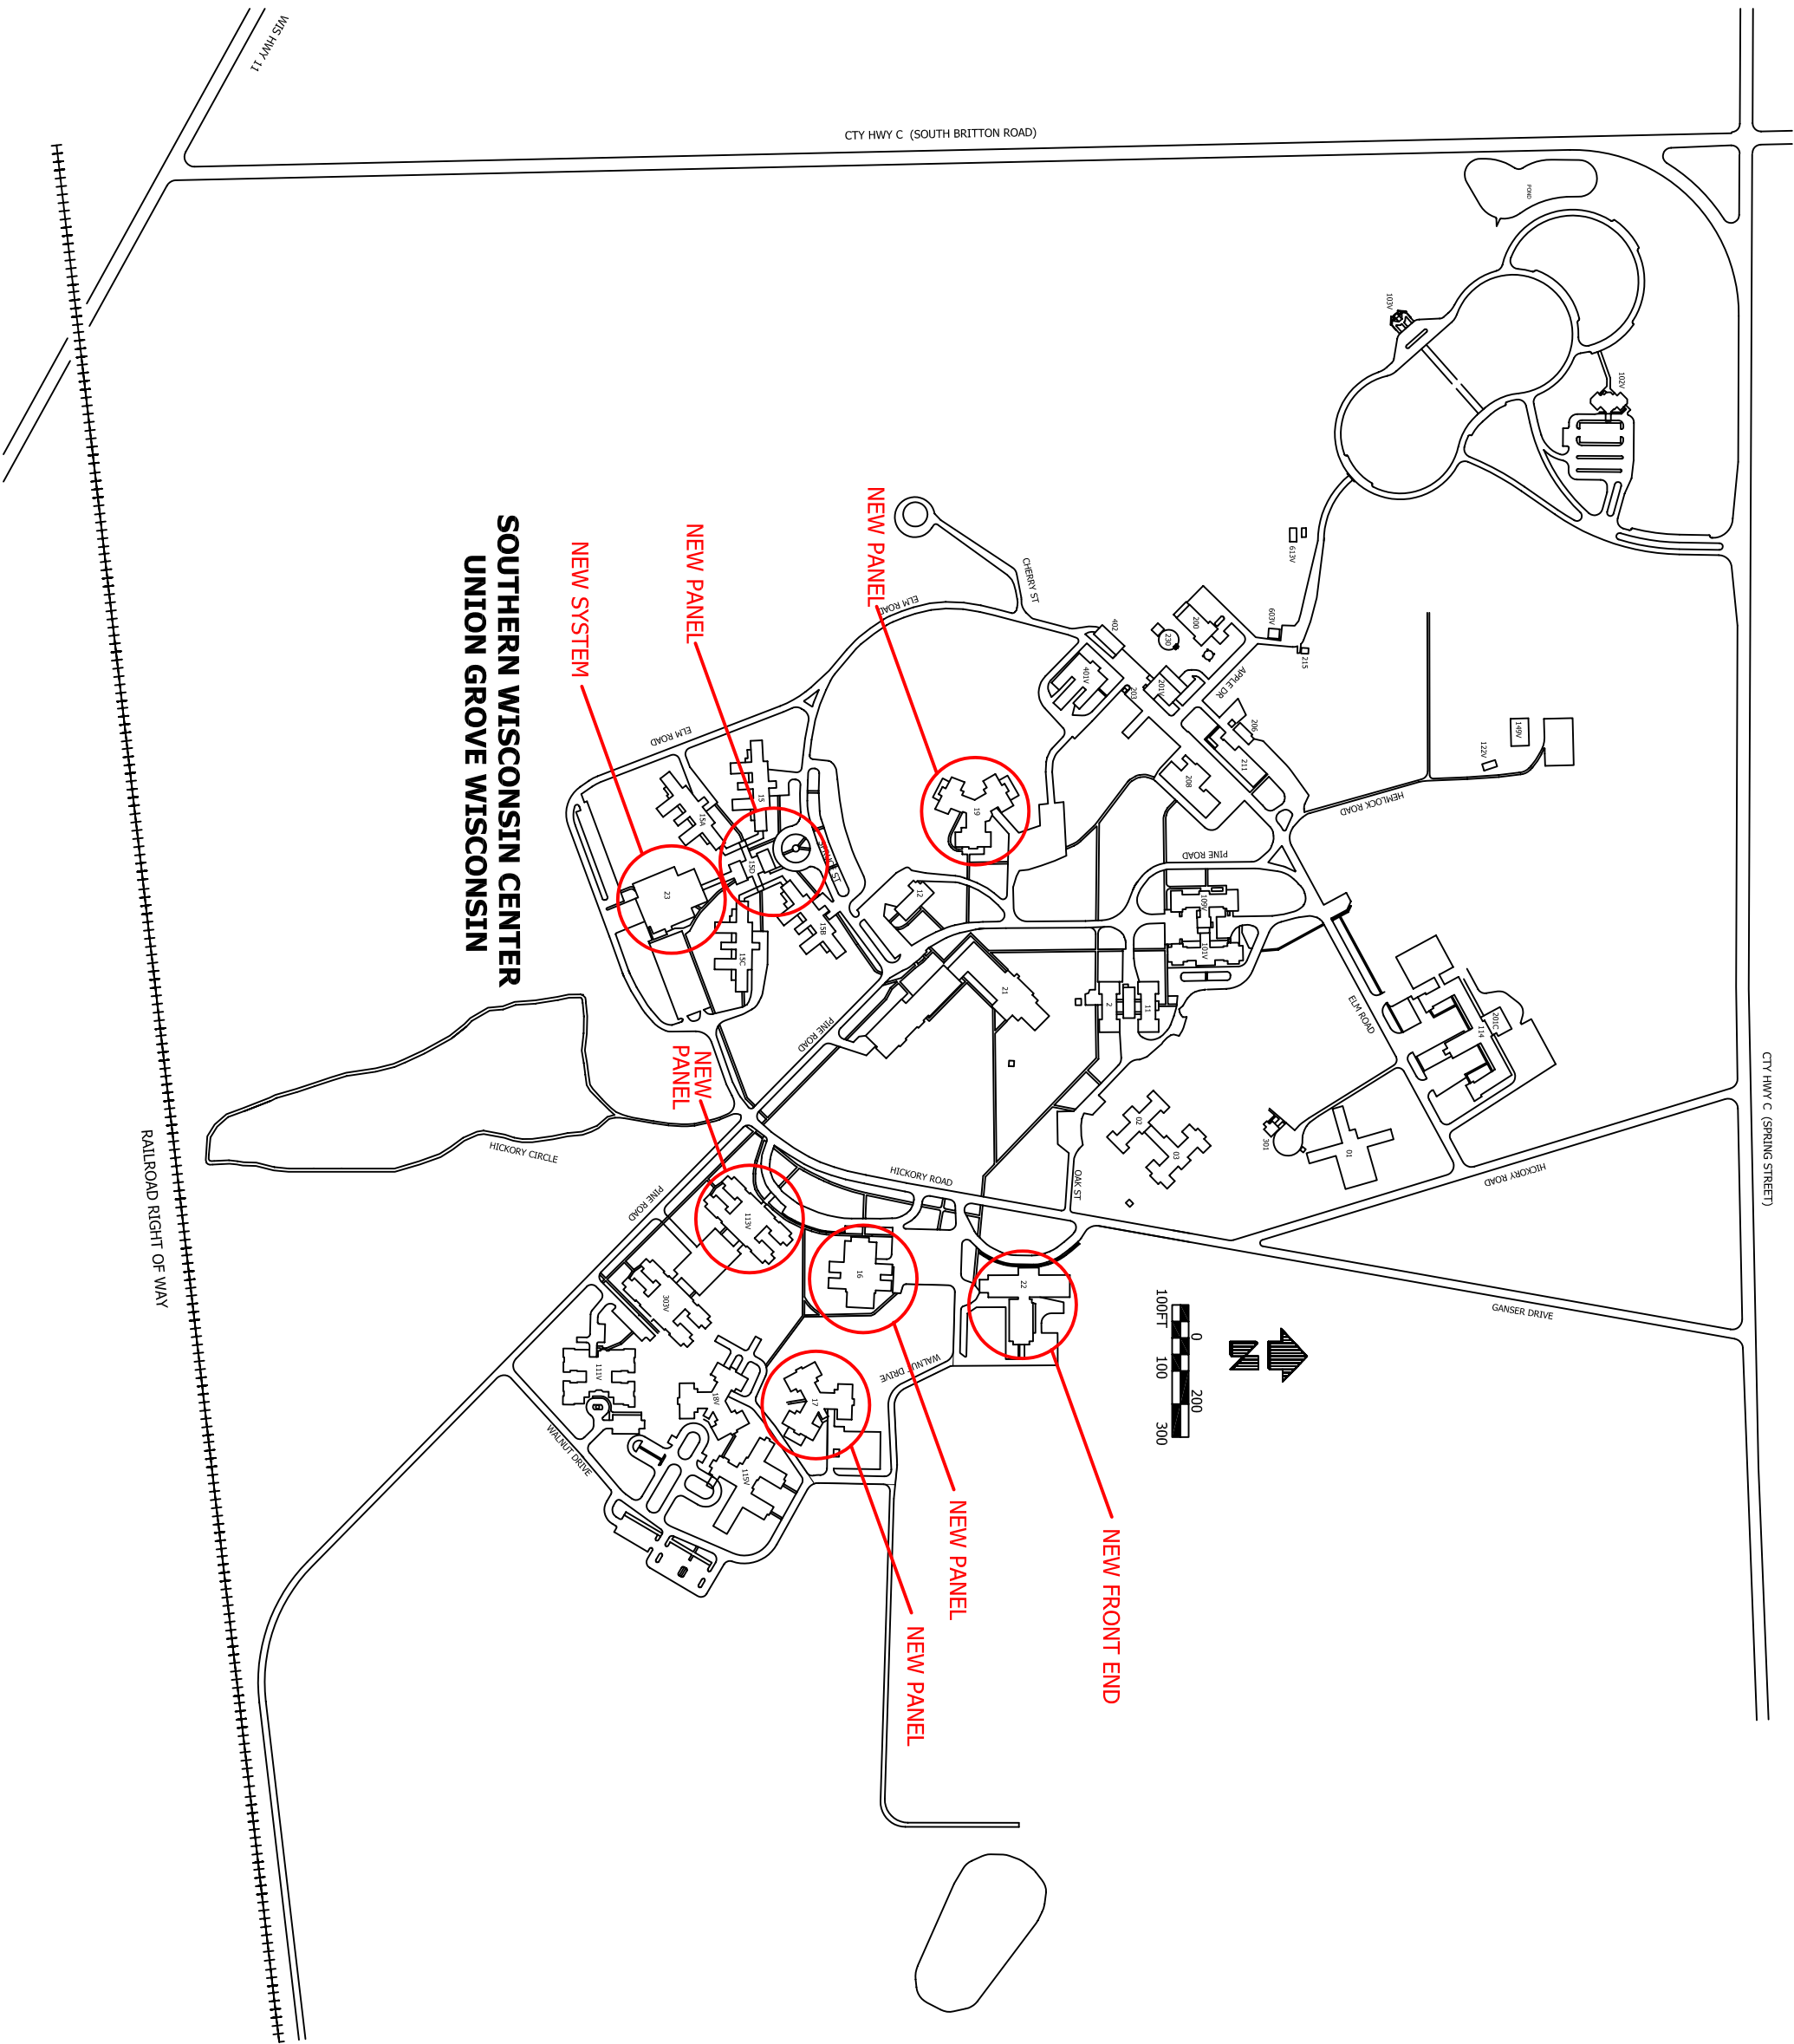 WIS HWY 11
CTY HWY C (SOUTH BRITTON ROAD)
POND
103V
102V
613V
603V
215
CHERRY ST
ELM ROAD
402
200
230
401V
203
201V
APPLE DR.
206
211
208
149V
122V
HEMLOCK ROAD
NEW PANEL
NEW PANEL
NEW SYSTEM
SOUTHERN WISCONSIN CENTER
UNION GROVE WISCONSIN
ELM ROAD
15
15A
15D
15B
15C
23
19
12
PINE ROAD
109V
101V
21
2
11
ELM ROAD
201C
114
CTY HWY C (SPRING STREET)
PINE ROAD
NEW
PANEL
02
03
301
01
HICKORY ROAD
HICKORY CIRCLE
RAILROAD RIGHT OF WAY
HICKORY ROAD
OAK ST
PINE ROAD
113V
16
22
303V
GANSER DRIVE
100FT 0 100 200 300
N
111V
18V
17
WALNUT DRIVE
115V
WALNUT DRIVE
NEW PANEL
NEW FRONT END
NEW PANEL